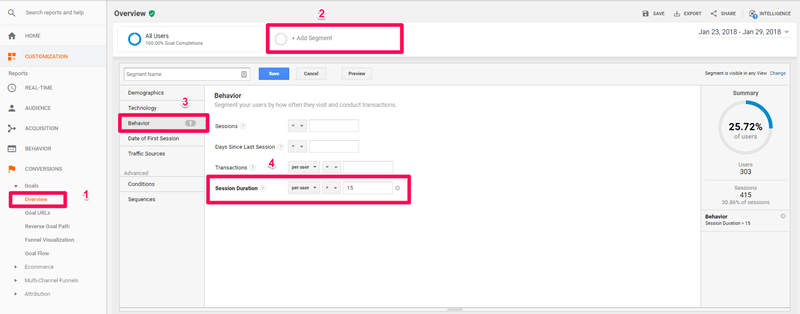 Search reports and help
HOME
CUSTOMIZATION
Reports
REAL-TIME
AUDIENCE
ACQUISITION
BEHAVIOR
CONVERSIONS
Goals
Overview
1
Goal URLs
Reverse Goal Path
Funnel Visualization
Goal Flow
Ecommerce
Multi-Channel Funnels
Attribution
Overview
SAVE
EXPORT
SHARE
INTELLIGENCE
2
All Users
100.00% Goal Completions
+ Add Segment
Jan 23, 2018 - Jan 29, 2018
Segment Name
Save
Cancel
Preview
Segment is visible in any View
Change
Demographics
Technology
3
Behavior 1
Date of First Session
Traffic Sources
Advanced
Conditions
Sequences
Behavior
Segment your users by how often they visit and conduct transactions.
Sessions
Days Since Last Session
4
Transactions per user
Session Duration per user 15
Summary
25.72%
of users
Users
303
Sessions
415
30.86% of sessions
Behavior
Session Duration > 15